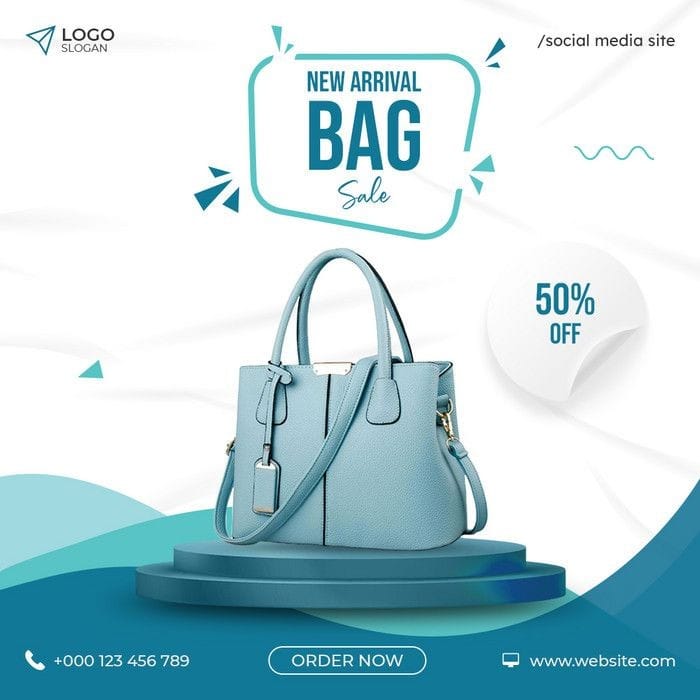 LOGO
SLOGAN
/social media site
NEW ARRIVAL
BAG
Sale
50%
OFF
+000 123 456 789
ORDER NOW
www.website.com